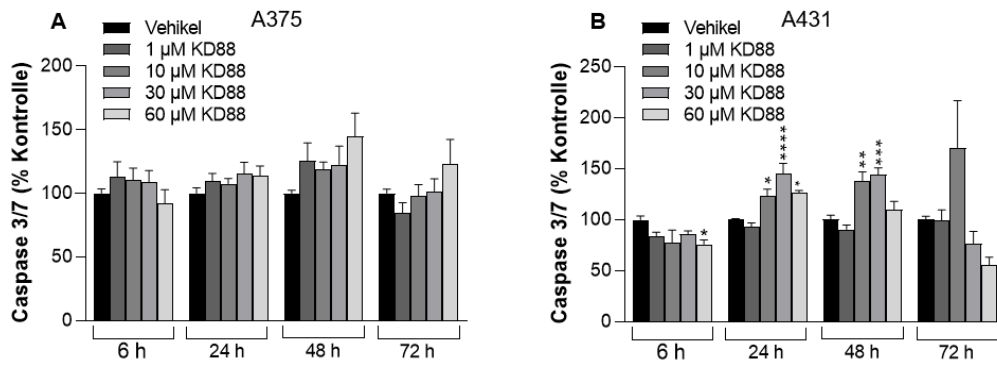 A
A375
Vehikel
1 µM KD88
10 µM KD88
30 µM KD88
60 µM KD88
Caspase 3/7 (% Kontrolle)
200
150
100
50
0
6 h
24 h
48 h
72 h
B
A431
Vehikel
1 µM KD88
10 µM KD88
30 µM KD88
60 µM KD88
Caspase 3/7 (% Kontrolle)
250
200
150
100
50
0
*
*
****
*
**
***
6 h
24 h
48 h
72 h